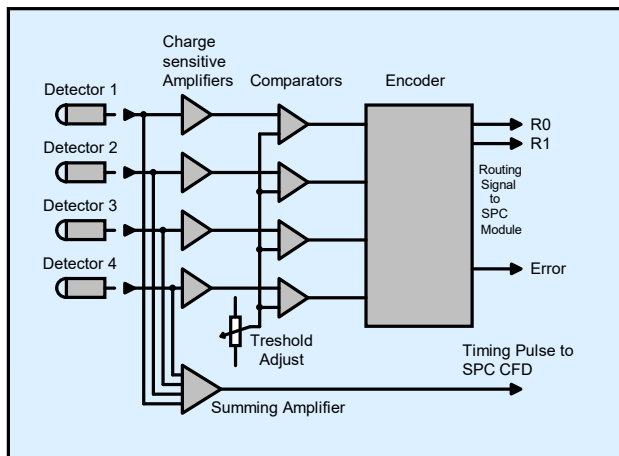 Charge
sensitive
Amplifiers
Comparators
Encoder
Detector 1
Detector 2
Detector 3
Detector 4
R0
R1
Routing
Signal
to
SPC
Module
Error
Treshold
Adjust
Timing Pulse to
SPC CFD
Summing Amplifier